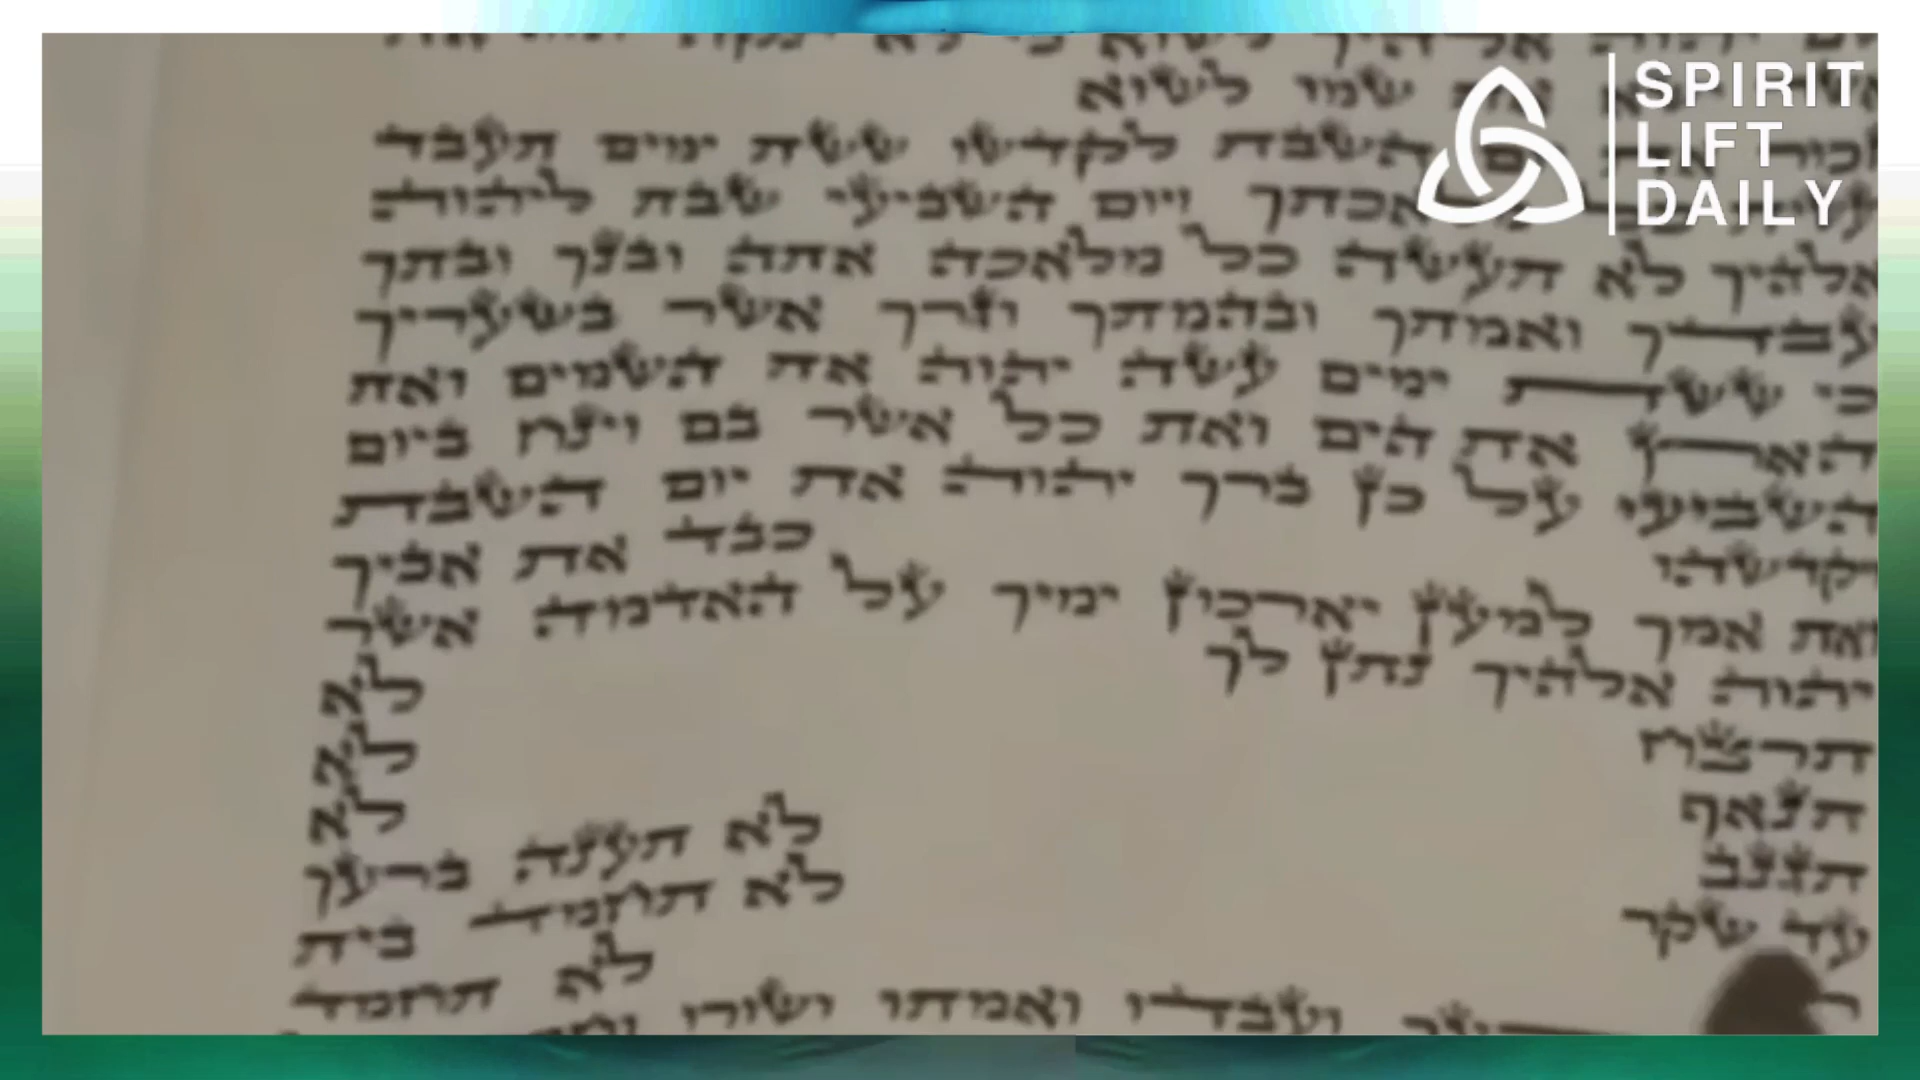 את שמו לשוא
השבת לקדשו ששת ימים תעבד
ויום השביעי שבת ליהוה
אלהיך לא תעשה כל מלאכה אתה ובנך ובתך
עבדך ואמתך ובהמתך וגרך אשר בשעריך
כי ששת ימים עשה יהוה את השמים ואת
הארץ את הים ואת כל אשר בם וינח ביום
השביעי על כן ברך יהוה את יום השבת
ויקדשהו כבד את אביך
ואת אמך למען יארכון ימיך על האדמה אשר
יהוה אלהיך נתן לך לא
תרצח לא
תנאף לא
תגנב לא תענה ברעך
עד שקר לא תחמד בית
לא תחמד
ועבדו ואמתו ושורו
SPIRIT
LIFT
DAILY